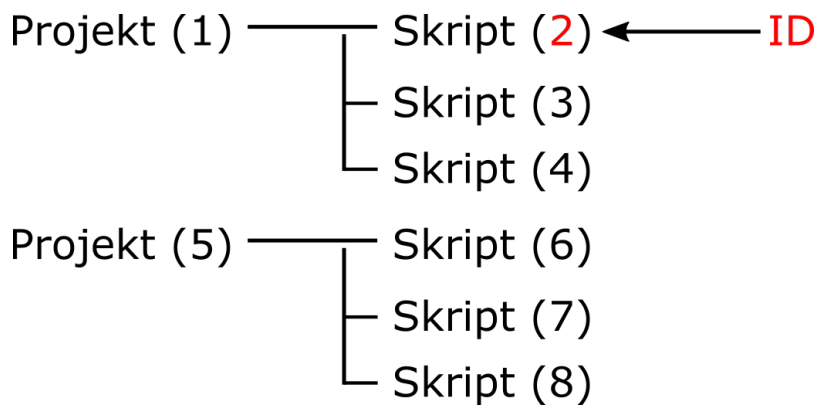 Projekt (1) Skript (2) ID
Skript (3)
Skript (4)
Projekt (5) Skript (6)
Skript (7)
Skript (8)